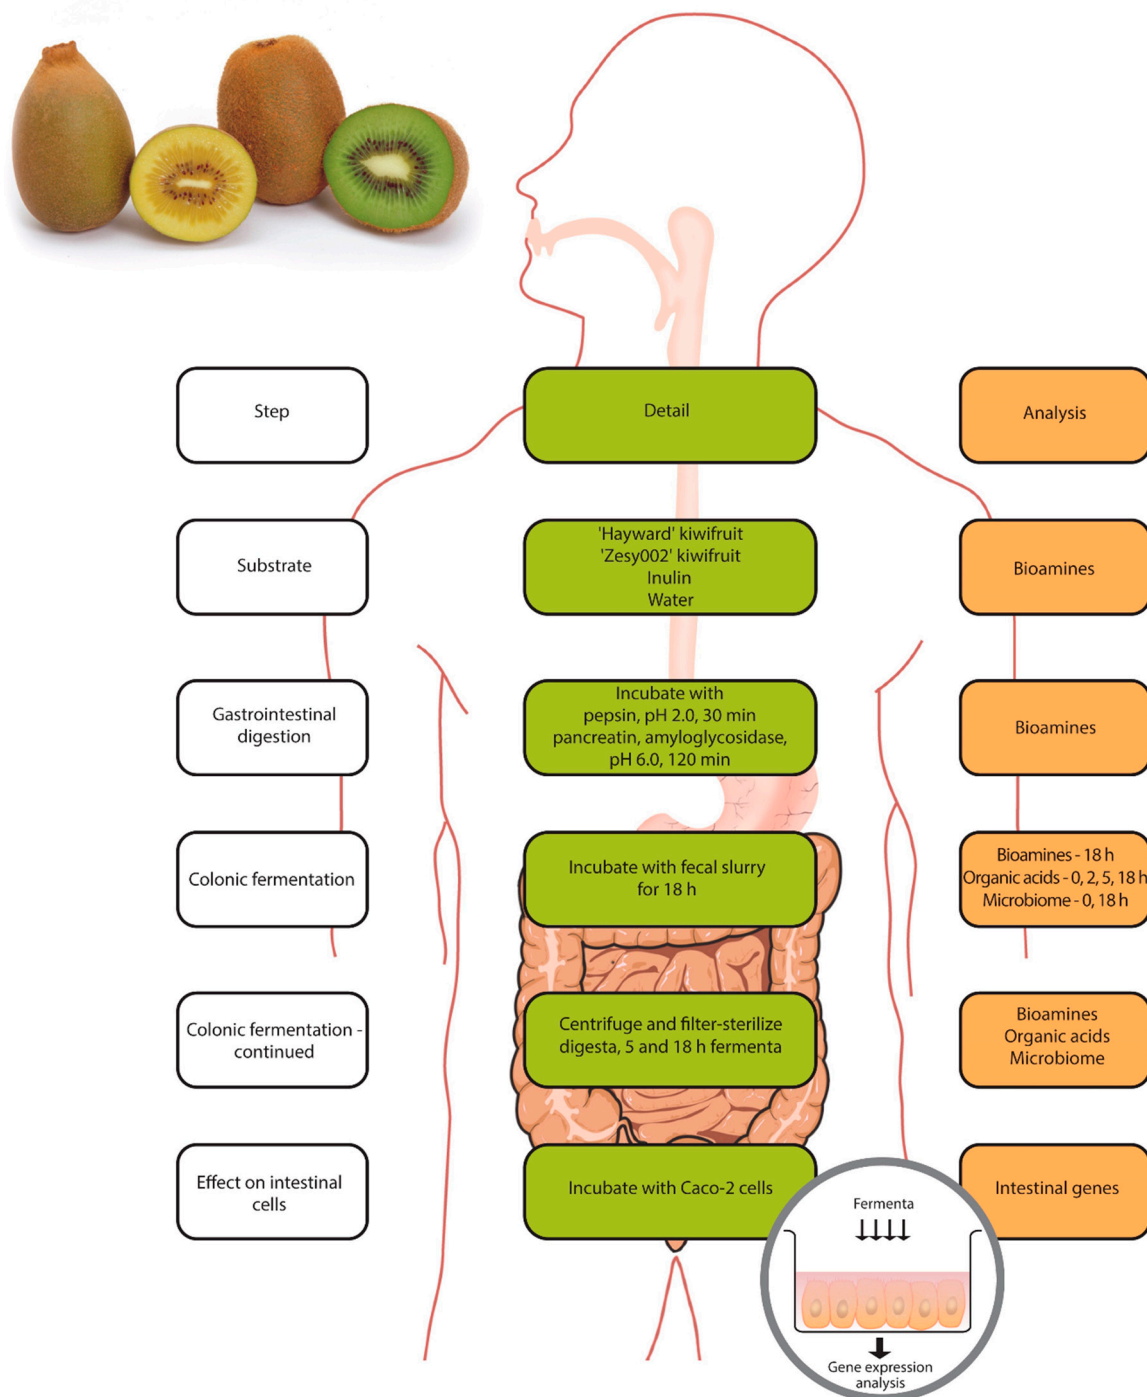 Step
Detail
Analysis
Substrate
'Hayward' kiwifruit
'Zesy002' kiwifruit
Inulin
Water
Bioamines
Gastrointestinal
digestion
Incubate with
pepsin, pH 2.0, 30 min
pancreatin, amyloglycosidase,
pH 6.0, 120 min
Bioamines
Colonic fermentation
Incubate with fecal slurry
for 18 h
Bioamines - 18 h
Organic acids - 0, 2, 5, 18 h
Microbiome - 0, 18 h
Colonic fermentation -
continued
Centrifuge and filter-sterilize
digesta, 5 and 18 h fermenta
Bioamines
Organic acids
Microbiome
Effect on intestinal
cells
Incubate with Caco-2 cells
Intestinal genes
Fermenta
Gene expression
analysis